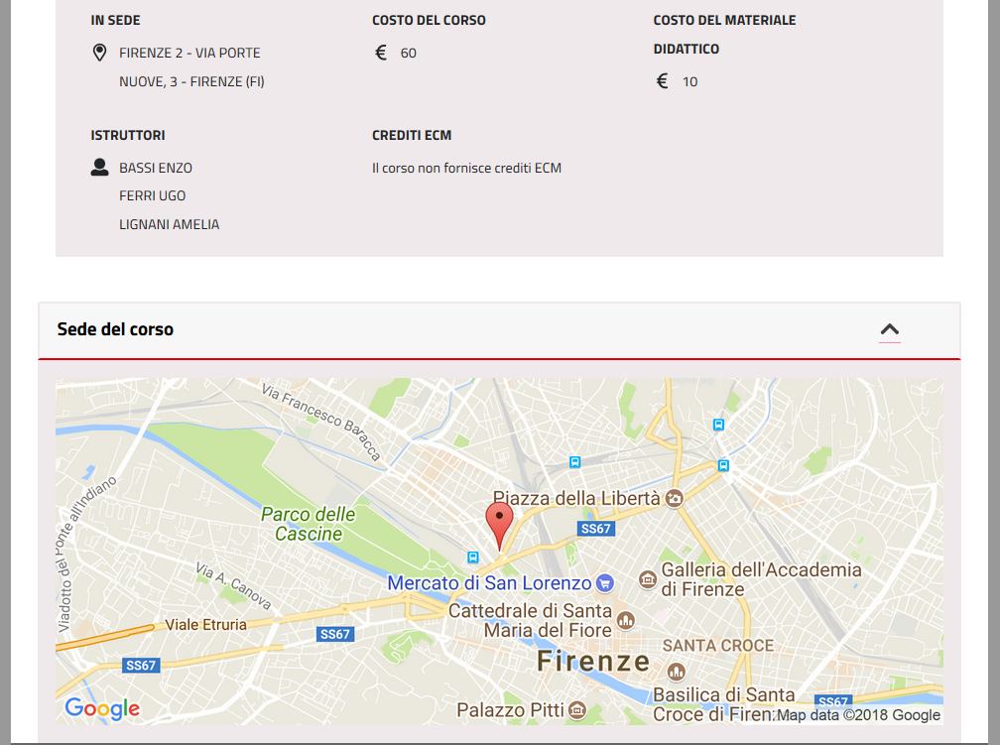 IN SEDE
FIRENZE 2 - VIA PORTE
NUOVE, 3 - FIRENZE (FI)
COSTO DEL CORSO
€ 60
COSTO DEL MATERIALE
DIDATTICO
€ 10
ISTRUTTORI
BASSI ENZO
FERRI UGO
LIGNANI AMELIA
CREDITI ECM
Il corso non fornisce crediti ECM
Sede del corso
Via Francesco Baracca
Viadotto del Ponte all'Indiano
Parco delle
Cascine
Piazza della Libertà
SS67
Mercato di San Lorenzo
Galleria dell'Accademia
di Firenze
Via A. Canova
Cattedrale di Santa
Maria del Fiore
Viale Etruria
SS67
SANTA CROCE
Firenze
SS67
Basilica di Santa
Croce di Firen
SS67
Palazzo Pitti
Google
Map data ©2018 Google